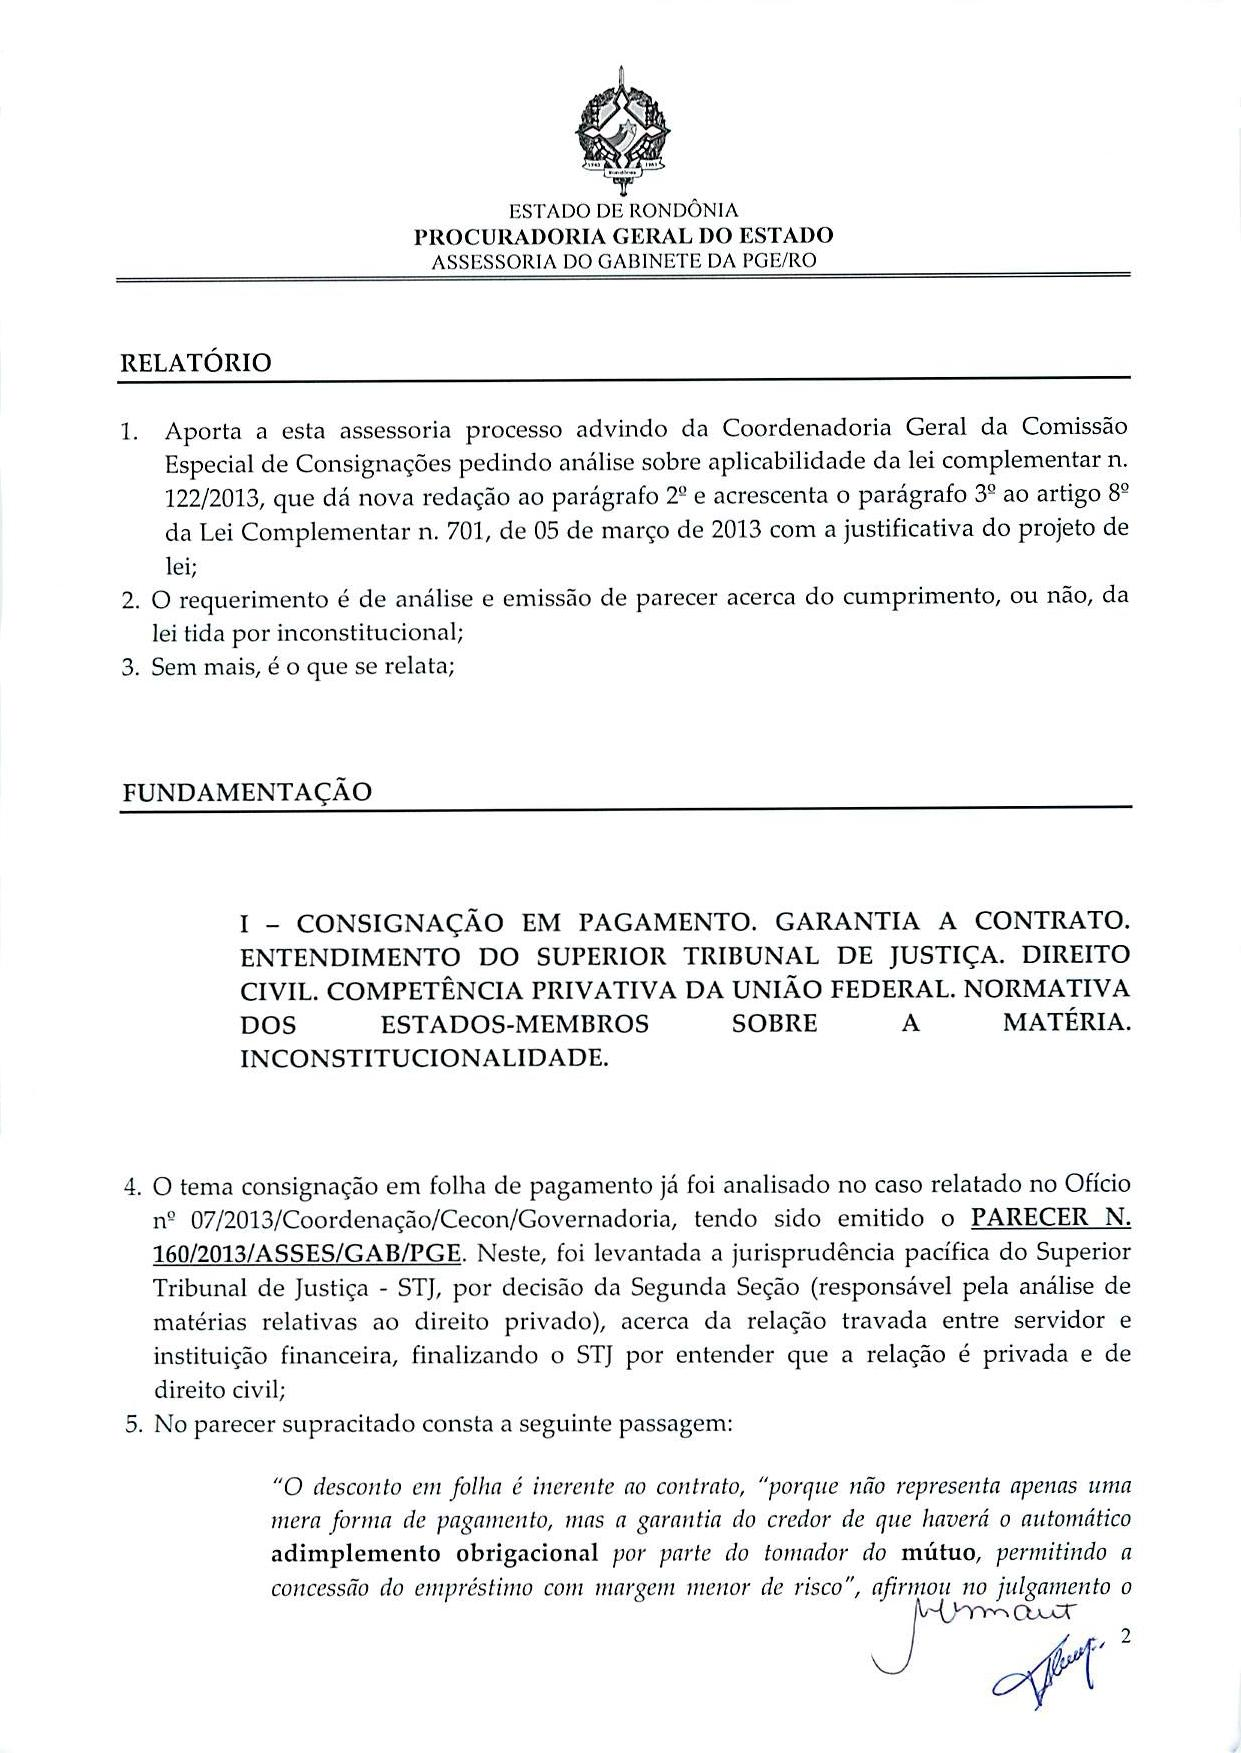 ESTADO DE RONDÔNIA
PROCURADORIA GERAL DO ESTADO
ASSESSORIA DO GABINETE DA PGE/RO
RELATÓRIO
1. Aporta a esta assessoria processo advindo da Coordenadoria Geral da Comissão
Especial de Consignações pedindo análise sobre aplicabilidade da lei complementar n.
122/2013, que dá nova redação ao parágrafo 2º e acrescenta o parágrafo 3º ao artigo 8º
da Lei Complementar n. 701, de 05 de março de 2013 com a justificativa do projeto de
lei;
2. O requerimento é de análise e emissão de parecer acerca do cumprimento, ou não, da
lei tida por inconstitucional;
3. Sem mais, é o que se relata;
FUNDAMENTAÇÃO
I – CONSIGNAÇÃO EM PAGAMENTO. GARANTIA A CONTRATO.
ENTENDIMENTO DO SUPERIOR TRIBUNAL DE JUSTIÇA. DIREITO
CIVIL. COMPETÊNCIA PRIVATIVA DA UNIÃO FEDERAL. NORMATIVA
DOS ESTADOS-MEMBROS SOBRE A MATÉRIA.
INCONSTITUCIONALIDADE.
4. O tema consignação em folha de pagamento já foi analisado no caso relatado no Ofício
nº 07/2013/Coordenação/Cecon/Governadoria, tendo sido emitido o PARECER N.
160/2013/ASSES/GAB/PGE. Neste, foi levantada a jurisprudência pacífica do Superior
Tribunal de Justiça - STJ, por decisão da Segunda Seção (responsável pela análise de
matérias relativas ao direito privado), acerca da relação travada entre servidor e
instituição financeira, finalizando o STJ por entender que a relação é privada e de
direito civil;
5. No parecer supracitado consta a seguinte passagem:
“O desconto em folha é inerente ao contrato, “porque não representa apenas uma
mera forma de pagamento, mas a garantia do credor de que haverá o automático
adimplemento obrigacional por parte do tomador do mútuo, permitindo a
concessão do empréstimo com margem menor de risco”, afirmou no julgamento o
2